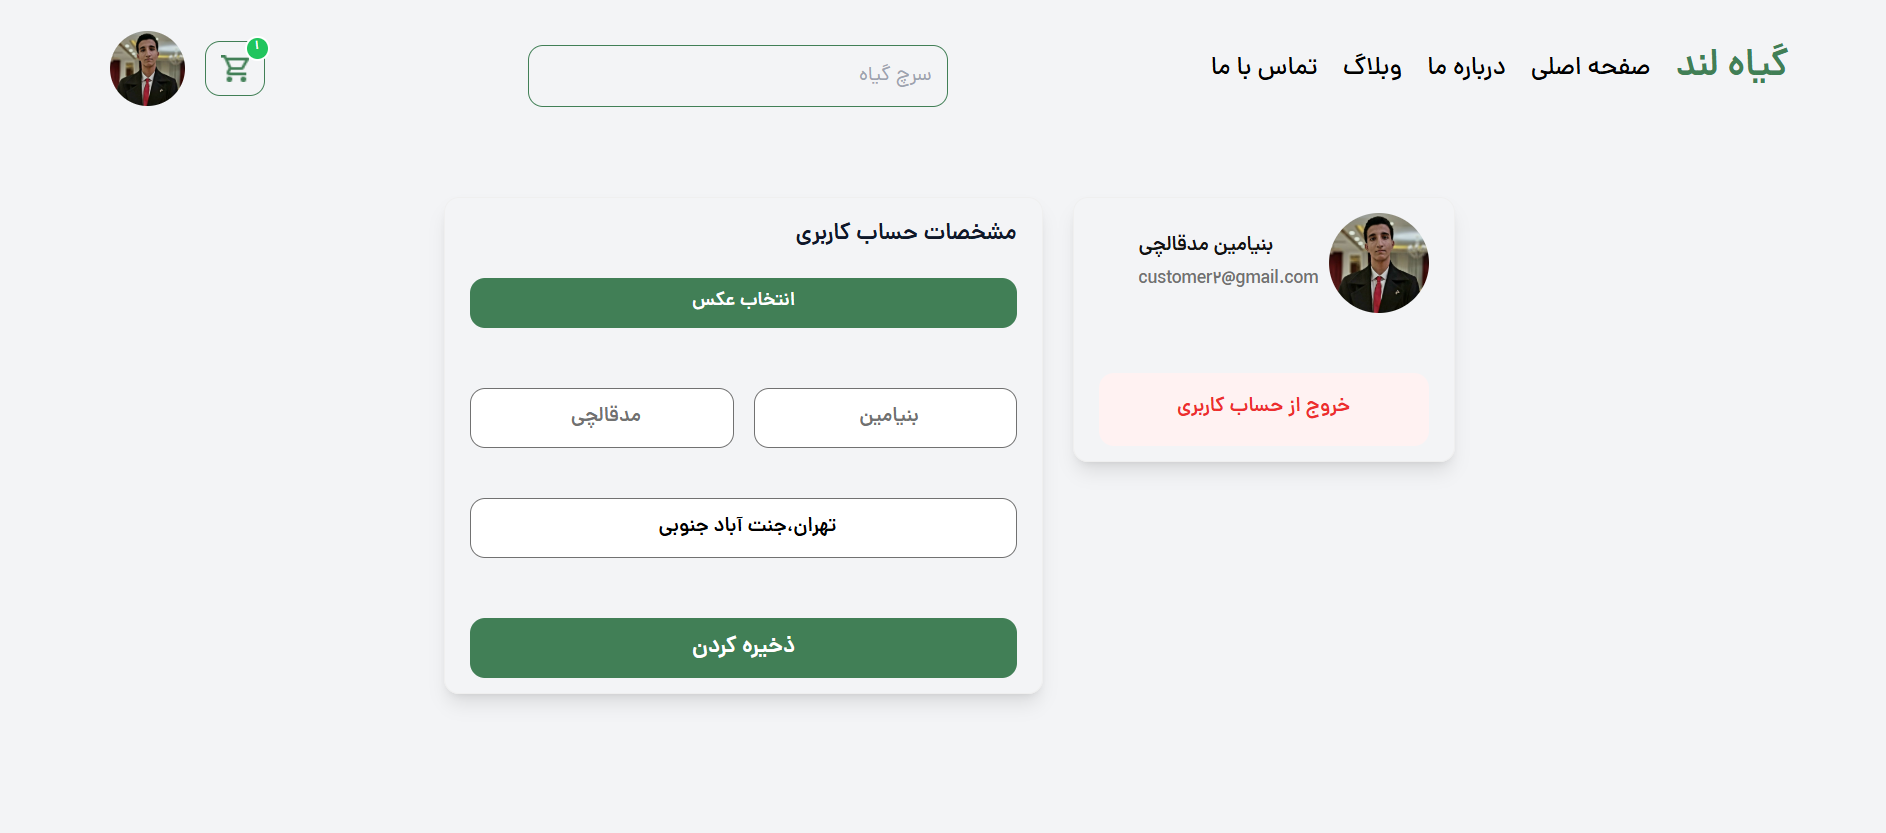 گیاه لند
صفحه اصلی
درباره ما
وبلاگ
تماس با ما
سرچ گیاه
۱
بنیامین مدقالچی
customer۲@gmail.com
خروج از حساب کاربری
مشخصات حساب کاربری
انتخاب عکس
بنیامین
مدقالچی
تهران،جنت آباد جنوبی
ذخیره کردن